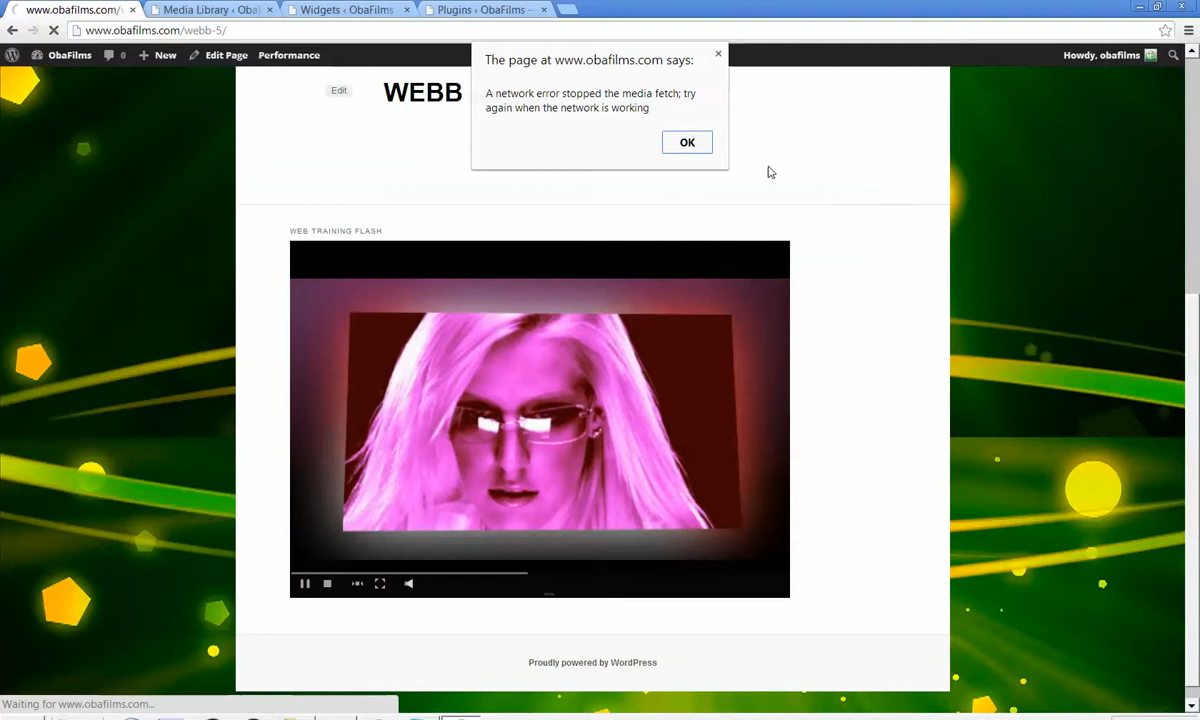 www.obafilms.com/w
Media Library ‹ Oba
Widgets ‹ ObaFilms
Plugins ‹ ObaFilms —
www.obafilms.com/webb-5/
ObaFilms
0
New
Edit Page
Performance
Howdy, obafilms
The page at www.obafilms.com says:
A network error stopped the media fetch; try
again when the network is working
OK
Edit
WEBB
WEB TRAINING FLASH
Proudly powered by WordPress
Waiting for www.obafilms.com...